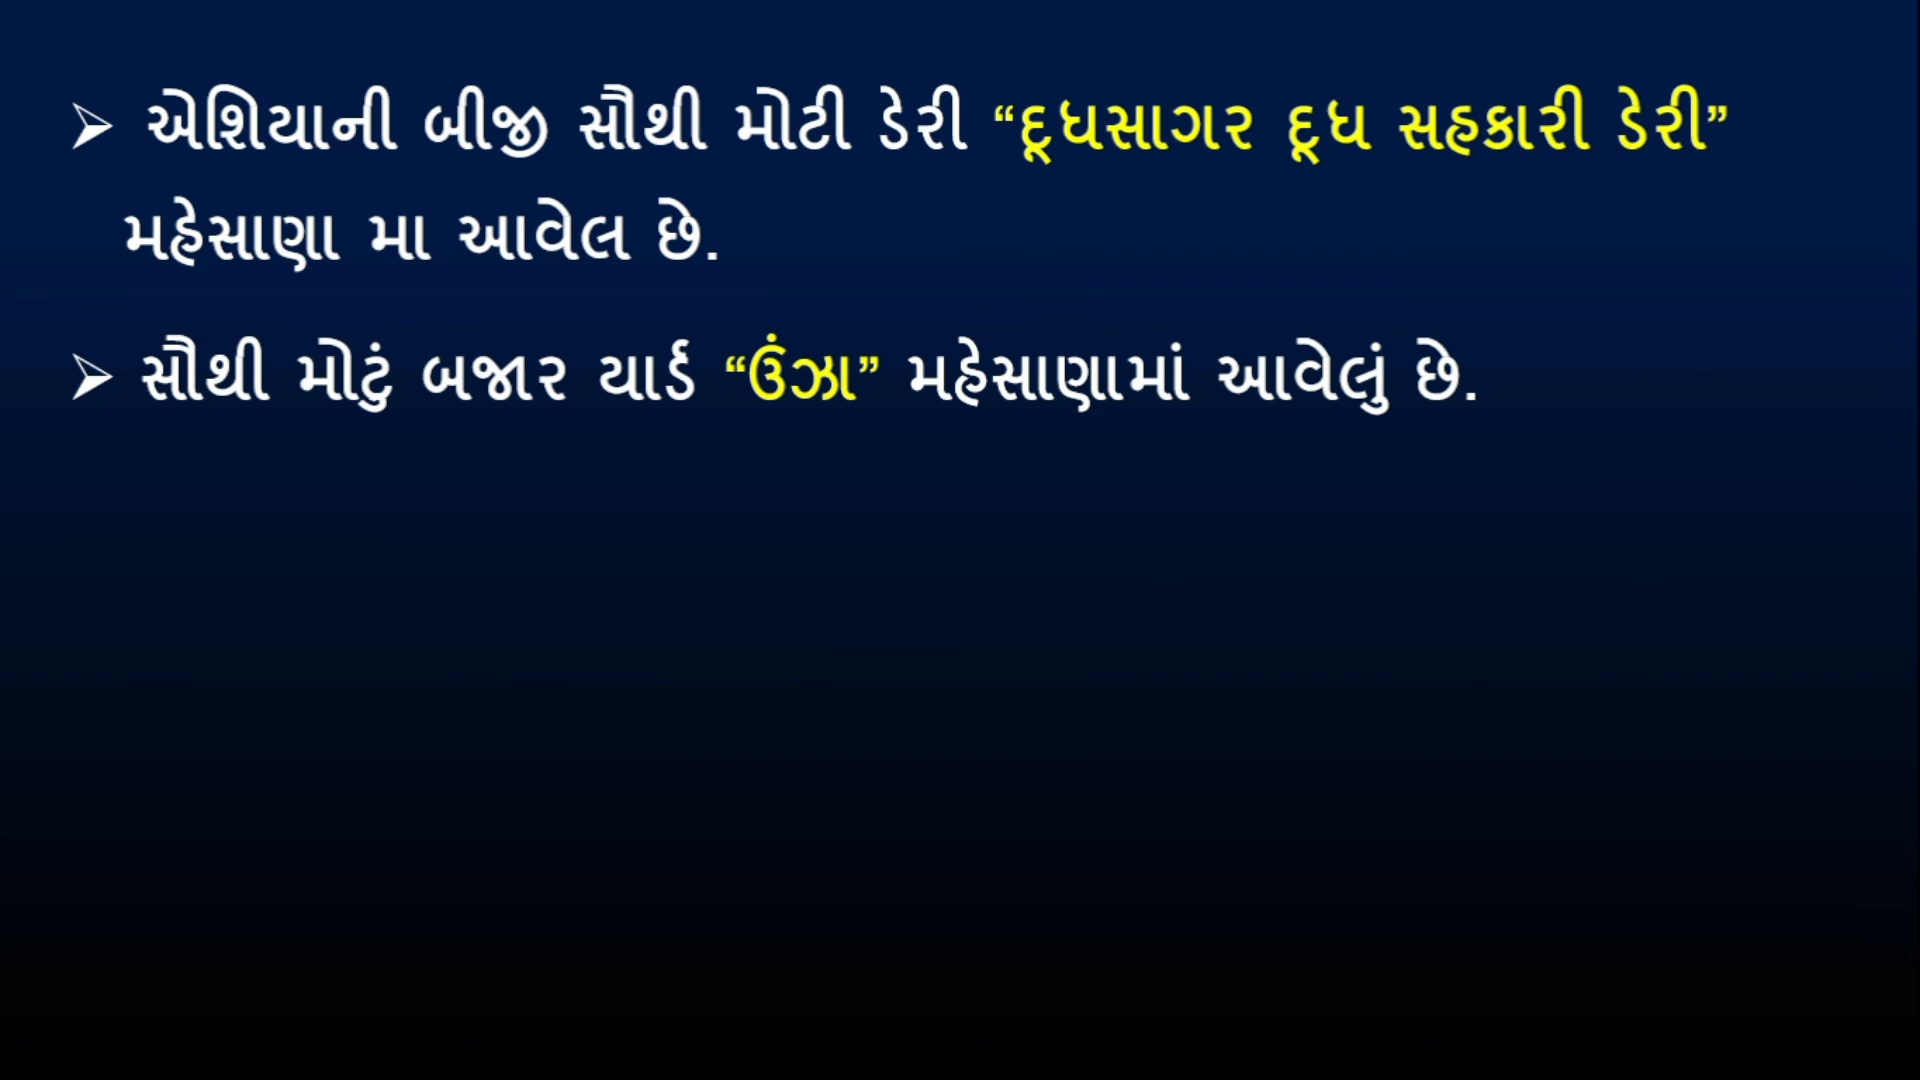 ➢ એશિયાની બીજી સૌથી મોટી ડેરી “દૂધસાગર દૂધ સહકારી ડેરી”
મહેસાણા મા આવેલ છે.
➢ સૌથી મોટું બજાર યાર્ડ “ઉંઝા” મહેસાણામાં આવેલું છે.